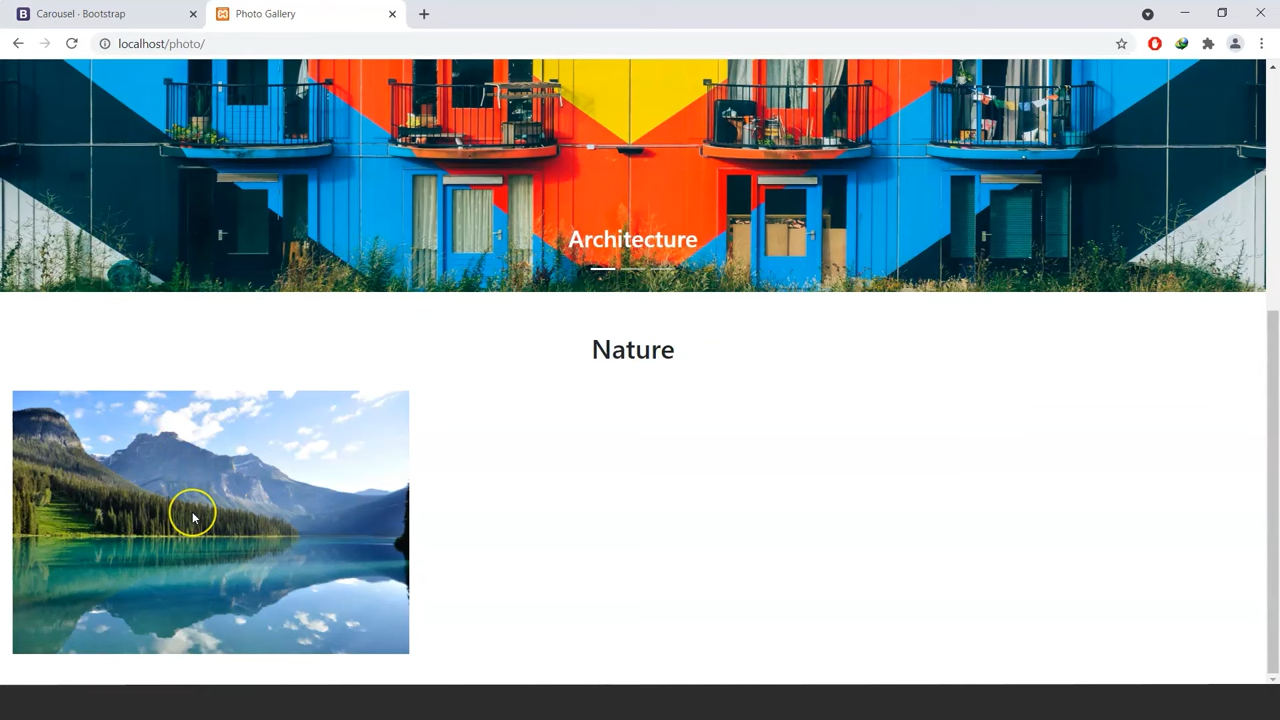 Carousel · Bootstrap
Photo Gallery
localhost/photo/
Architecture
Nature